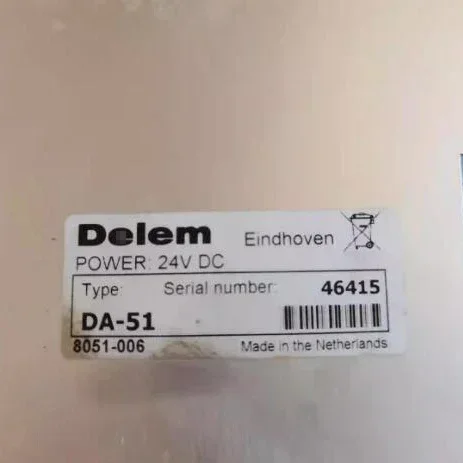 Delem Eindhoven
POWER: 24V DC
Type: Serial number: 46415
DA-51
8051-006 Made in the Netherlands